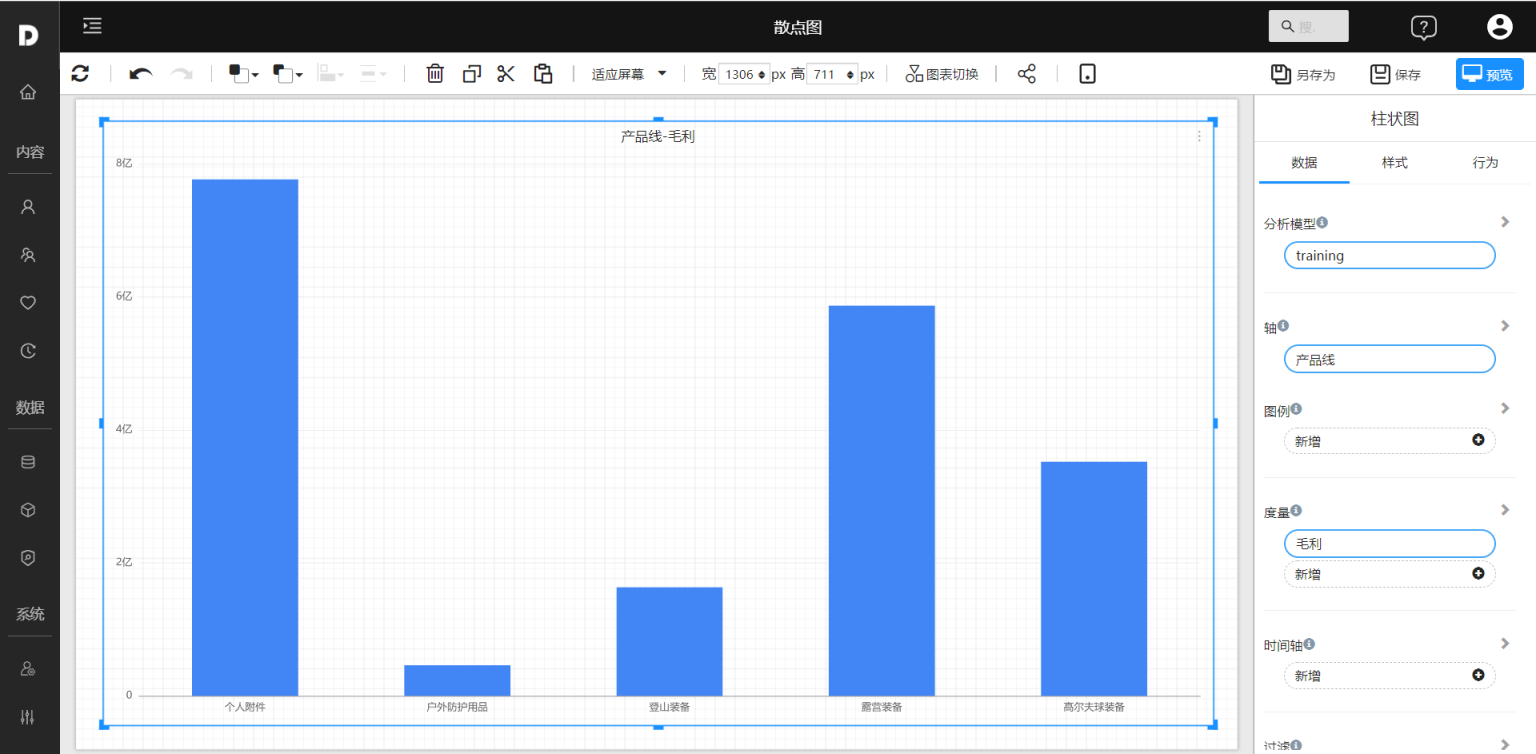 散点图
搜.
适应屏幕
宽 1306 px 高 711 px
图表切换
另存为
保存
预览
内容
数据
系统
产品线-毛利
8亿
6亿
4亿
2亿
0
个人附件
户外防护用品
登山装备
露营装备
高尔夫球装备
柱状图
数据
样式
行为
分析模型
training
轴
产品线
图例
新增
度量
毛利
新增
时间轴
新增
过滤